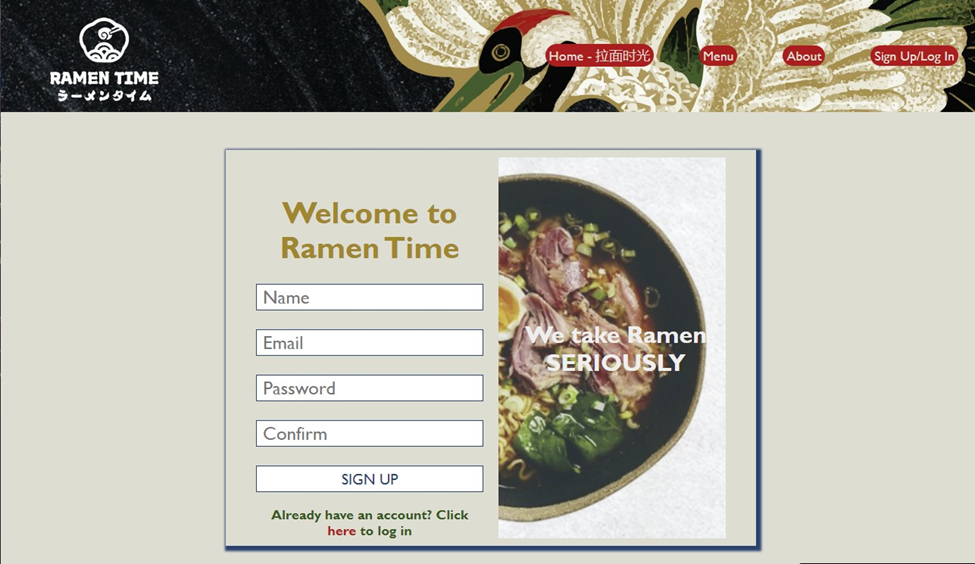 RAMEN TIME
ラーメンタイム
Home - 拉面时光
Menu
About
Sign Up/Log In
Welcome to
Ramen Time
Name
Email
Password
Confirm
SIGN UP
Already have an account? Click
here to log in
We take Ramen
SERIOUSLY